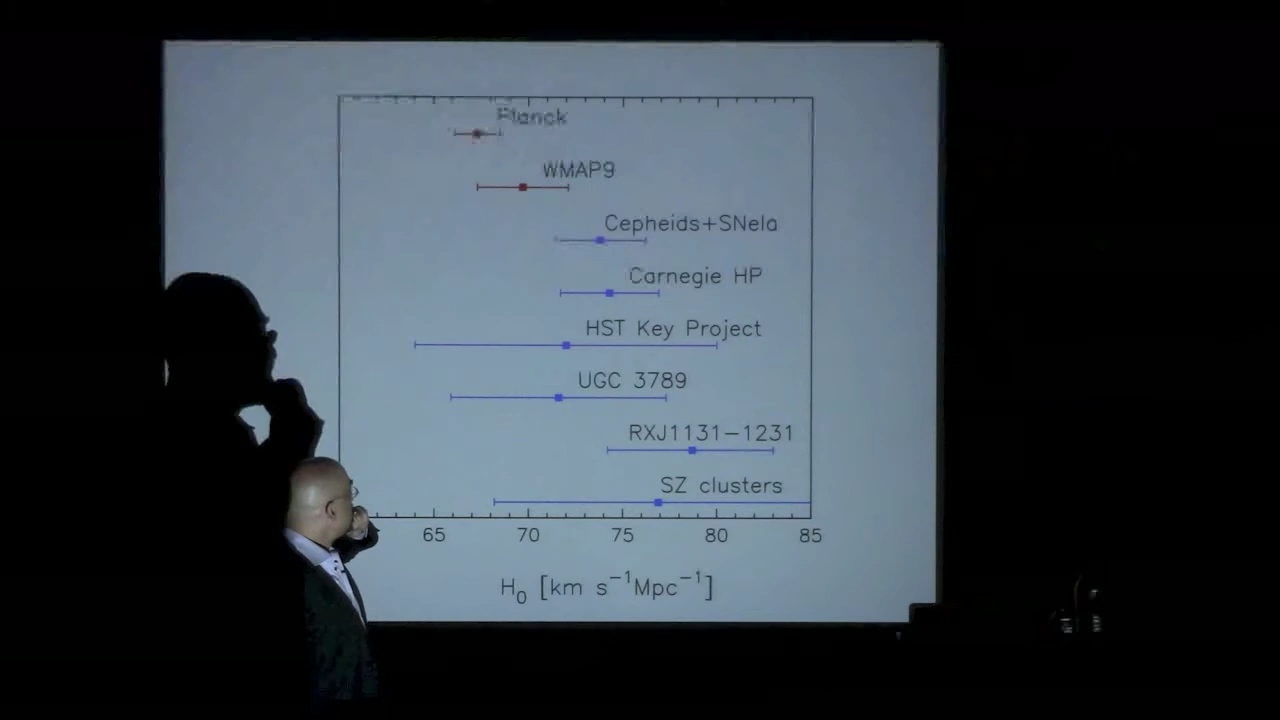 Planck
WMAP9
Cepheids+SNeIa
Carnegie HP
HST Key Project
UGC 3789
RXJ1131−1231
SZ clusters
65 70 75 80 85
H₀ [km s⁻¹Mpc⁻¹]